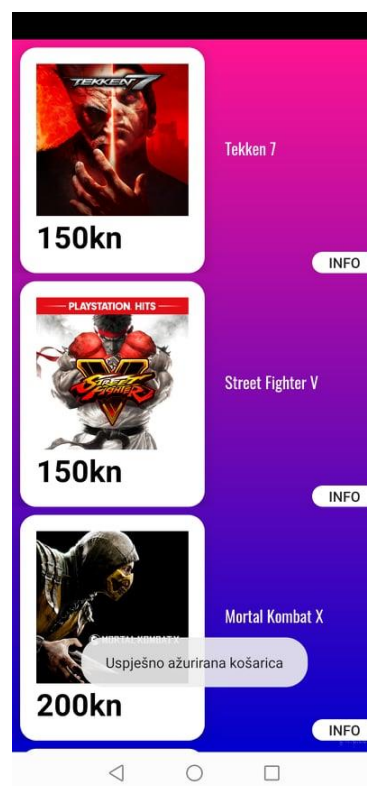 TEKKEN 7
Tekken 7
150kn
INFO
PLAYSTATION HITS
STREET
FIGHTER
V
Street Fighter V
150kn
INFO
MORTAL KOMBAT X
Mortal Kombat X
Uspješno ažurirana košarica
200kn
INFO